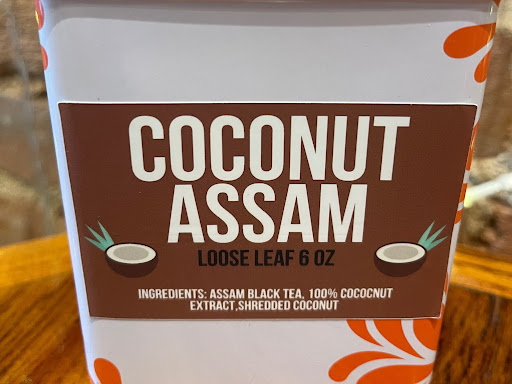 COCONUT
ASSAM
LOOSE LEAF 6 OZ
INGREDIENTS: ASSAM BLACK TEA, 100% COCOCNUT
EXTRACT,SHREDDED COCONUT